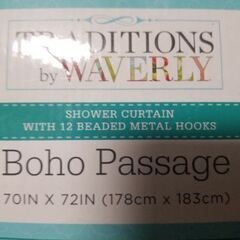 TRADITIONS
by WAVERLY
SHOWER CURTAIN
WITH 12 BEADED METAL HOOKS
Boho Passage
70IN X 72IN (178cm x 183cm)